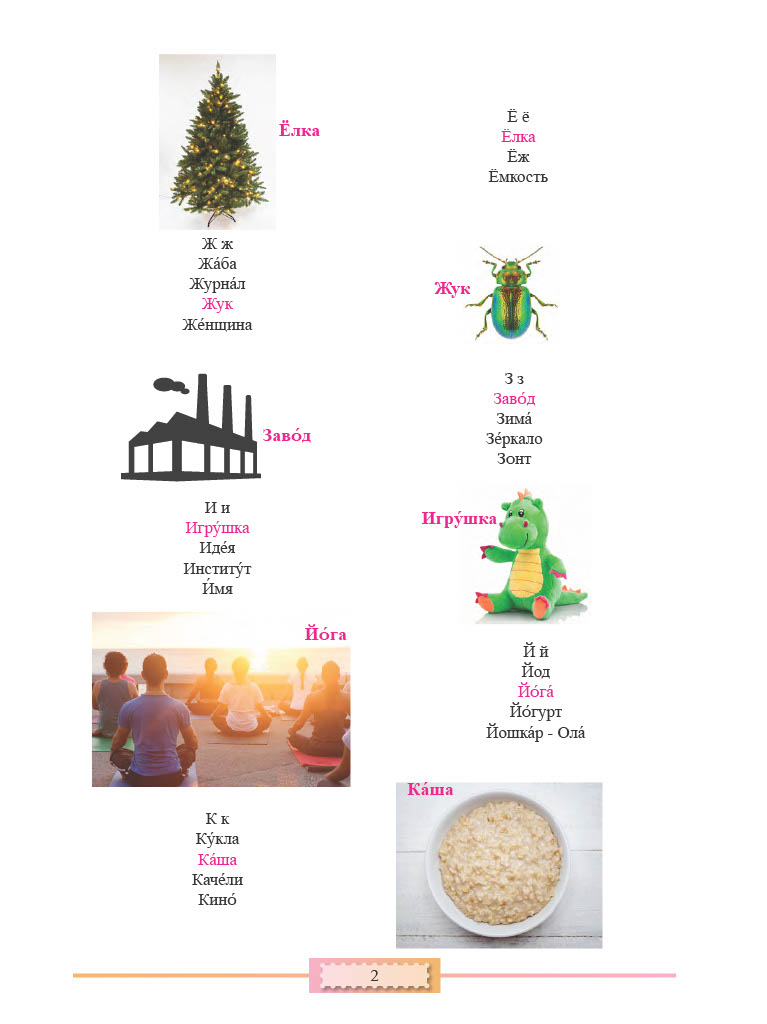 Ёлка
Ё ё
Ёлка
Ёж
Ёмкость
Ж ж
Жа́ба
Журна́л
Жук
Же́нщина
Жук
Заво́д
З з
Заво́д
Зима́
Зе́ркало
Зонт
И и
Игру́шка
Иде́я
Институ́т
И́мя
Игру́шка
Йо́га
Й й
Йод
Йо́га́
Йо́гурт
Йошка́р - Ола́
К к
Ку́кла
Ка́ша
Каче́ли
Кино́
Ка́ша
2